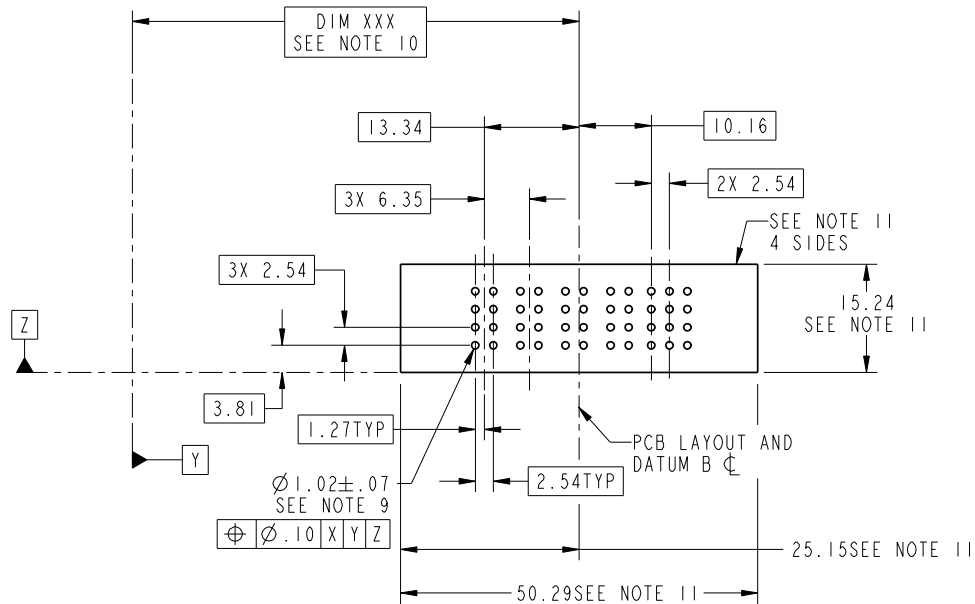 DIM XXX
SEE NOTE 10
13.34
10.16
3X 6.35
2X 2.54
SEE NOTE 11
4 SIDES
3X 2.54
15.24
SEE NOTE 11
Z
3.81
1.27TYP
PCB LAYOUT AND
DATUM B ℄
Y
2.54TYP
Ø1.02±.07
SEE NOTE 9
⌖ Ø.10 X Y Z
25.15SEE NOTE 11
50.29SEE NOTE 11